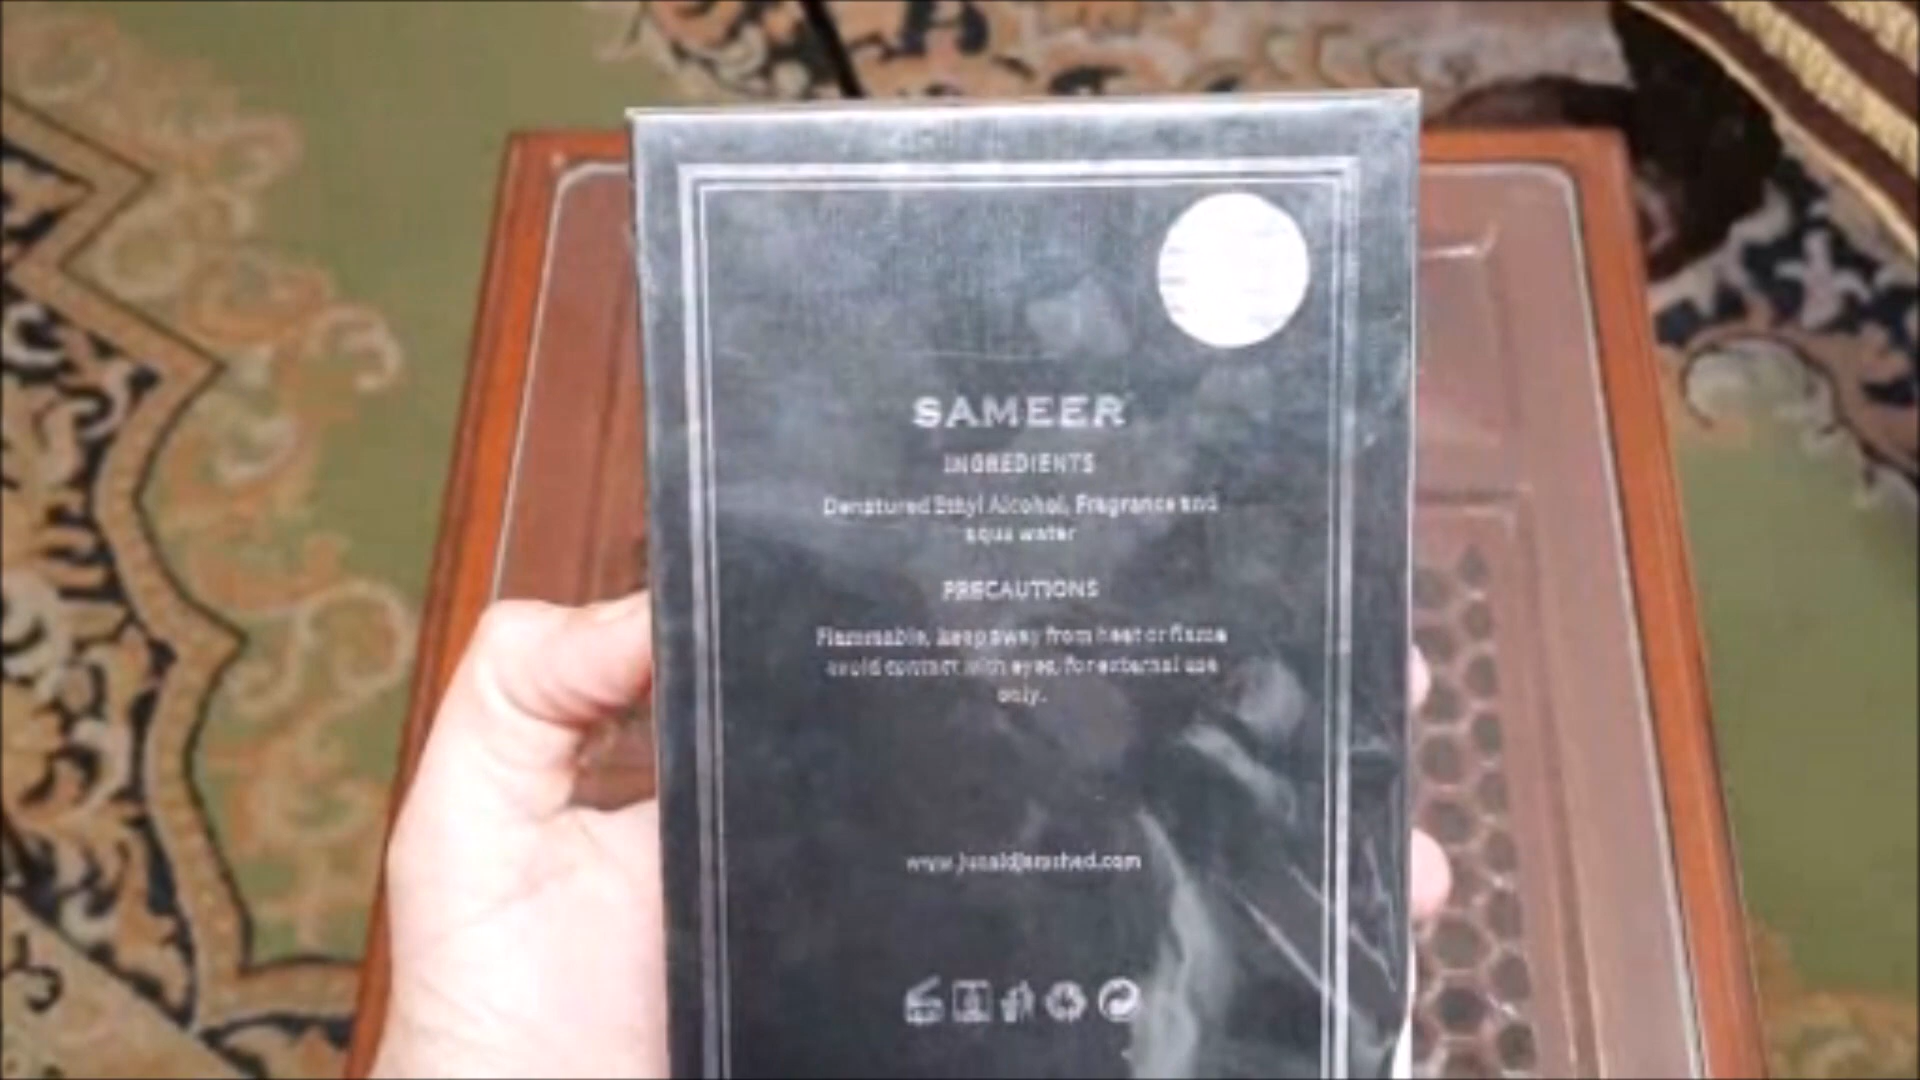 SAMEER
INGREDIENTS
Denatured Ethyl Alcohol, Fragrance and
aqua water
PRECAUTIONS
Flammable, keep away from heat or flame
avoid contact with eyes, for external use
only.
www.junaidjamshed.com